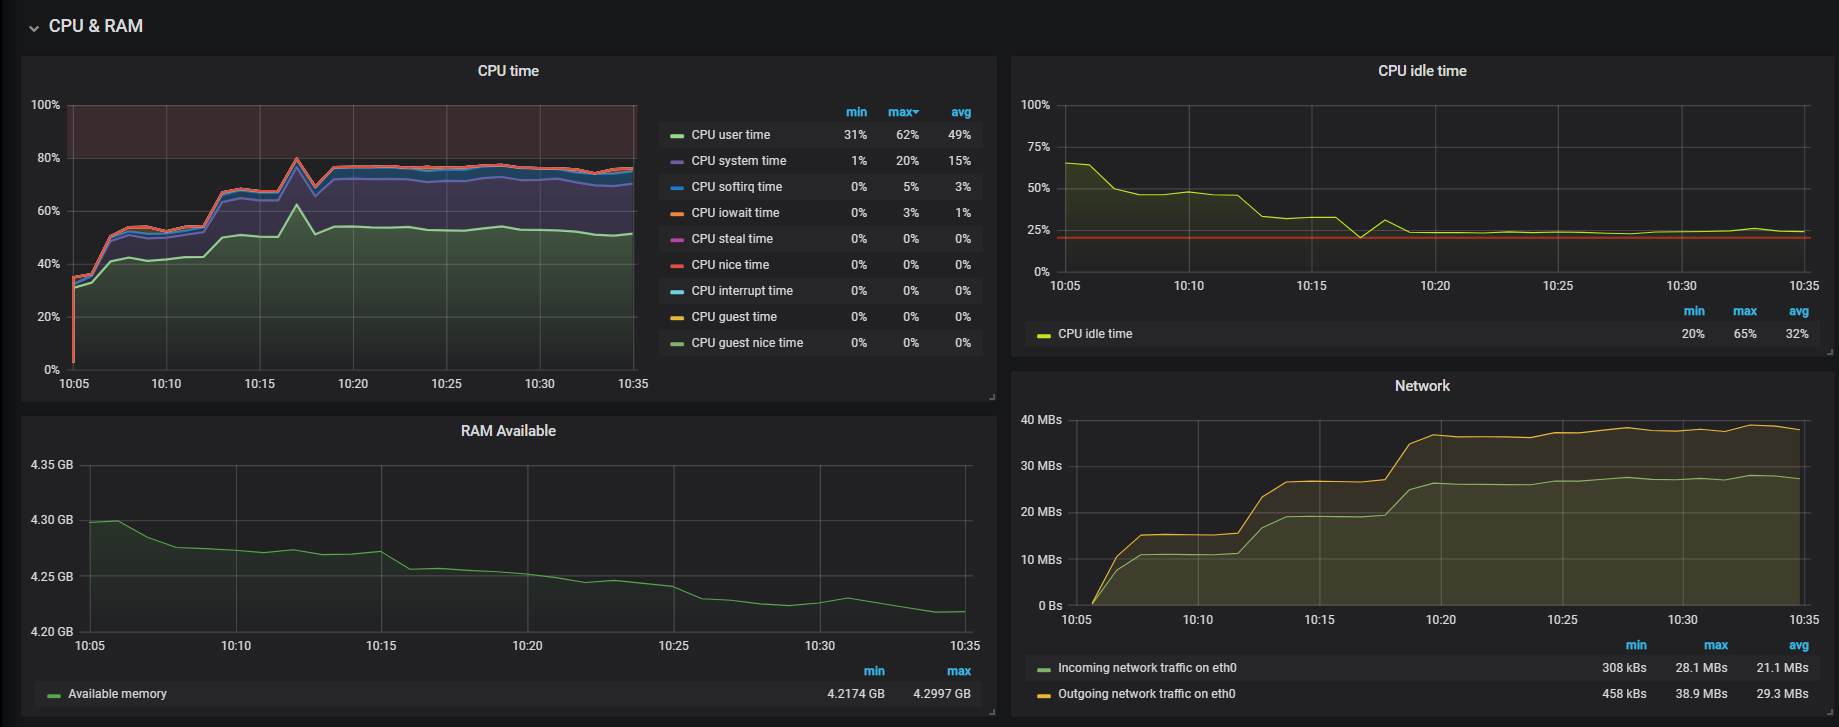 CPU & RAM
CPU time
100%
80%
60%
40%
20%
0%
10:05 10:10 10:15 10:20 10:25 10:30 10:35
min max avg
CPU user time 31% 62% 49%
CPU system time 1% 20% 15%
CPU softirq time 0% 5% 3%
CPU iowait time 0% 3% 1%
CPU steal time 0% 0% 0%
CPU nice time 0% 0% 0%
CPU interrupt time 0% 0% 0%
CPU guest time 0% 0% 0%
CPU guest nice time 0% 0% 0%
CPU idle time
100%
75%
50%
25%
0%
10:05 10:10 10:15 10:20 10:25 10:30 10:35
min max avg
CPU idle time 20% 65% 32%
RAM Available
4.35 GB
4.30 GB
4.25 GB
4.20 GB
10:05 10:10 10:15 10:20 10:25 10:30 10:35
min max
Available memory 4.2174 GB 4.2997 GB
Network
40 MBs
30 MBs
20 MBs
10 MBs
0 Bs
10:05 10:10 10:15 10:20 10:25 10:30 10:35
min max avg
Incoming network traffic on eth0 308 kBs 28.1 MBs 21.1 MBs
Outgoing network traffic on eth0 458 kBs 38.9 MBs 29.3 MBs